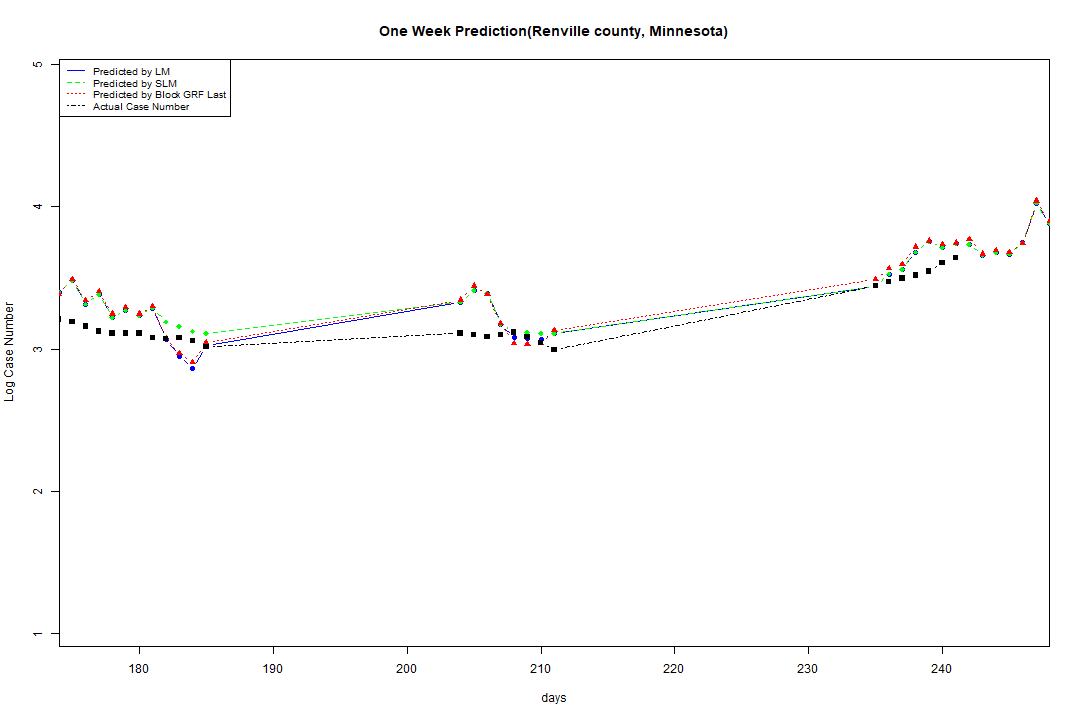 One Week Prediction(Renville county, Minnesota)
Predicted by LM
Predicted by SLM
Predicted by Block GRF Last
Actual Case Number
5
4
3
2
1
Log Case Number
180 190 200 210 220 230 240
days